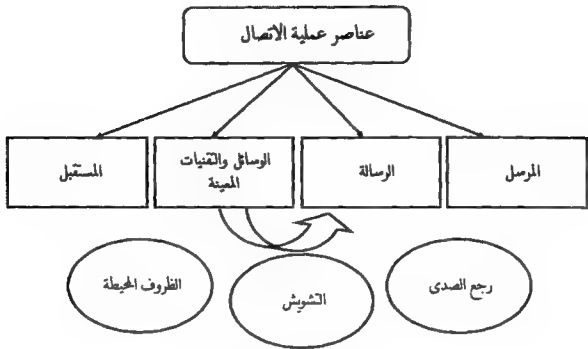 عناصر عملية الاتصال
المرسل
الرسالة
الوسائل والتقنيات
المعينة
المستقبل
رجع الصدى
التشويش
الظروف المحيطة